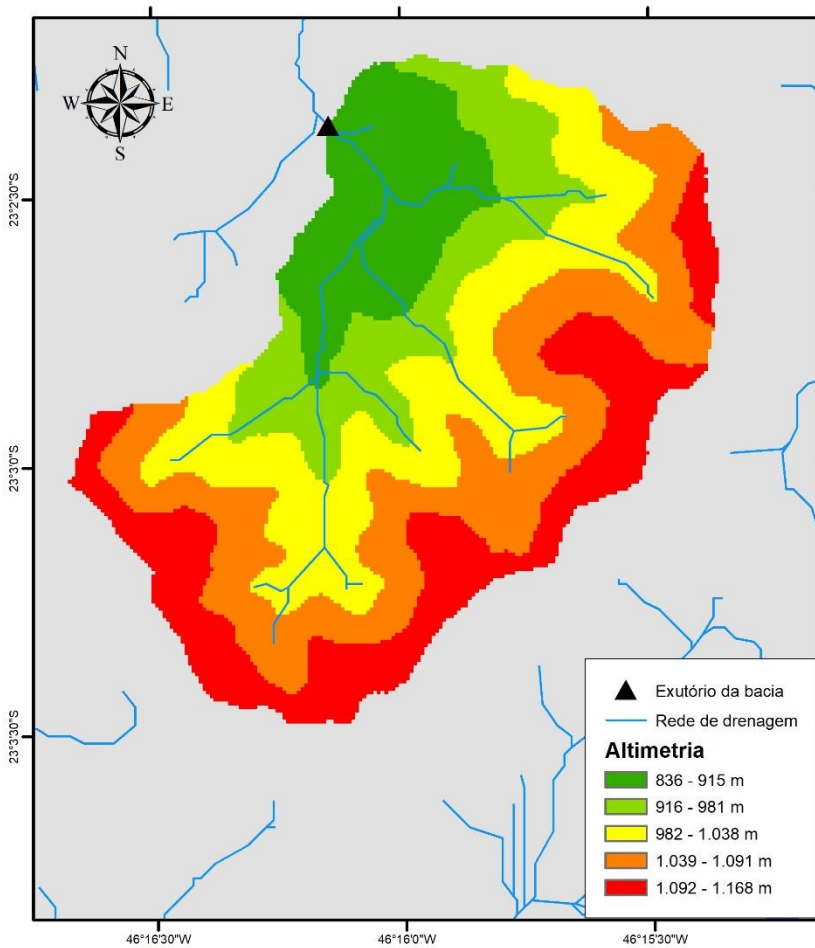 N
W E
S
23°2'30"S
23°3'0"S
23°3'30"S
Exutório da bacia
Rede de drenagem
Altimetria
836 - 915 m
916 - 981 m
982 - 1.038 m
1.039 - 1.091 m
1.092 - 1.168 m
46°16'30"W 46°16'0"W 46°15'30"W